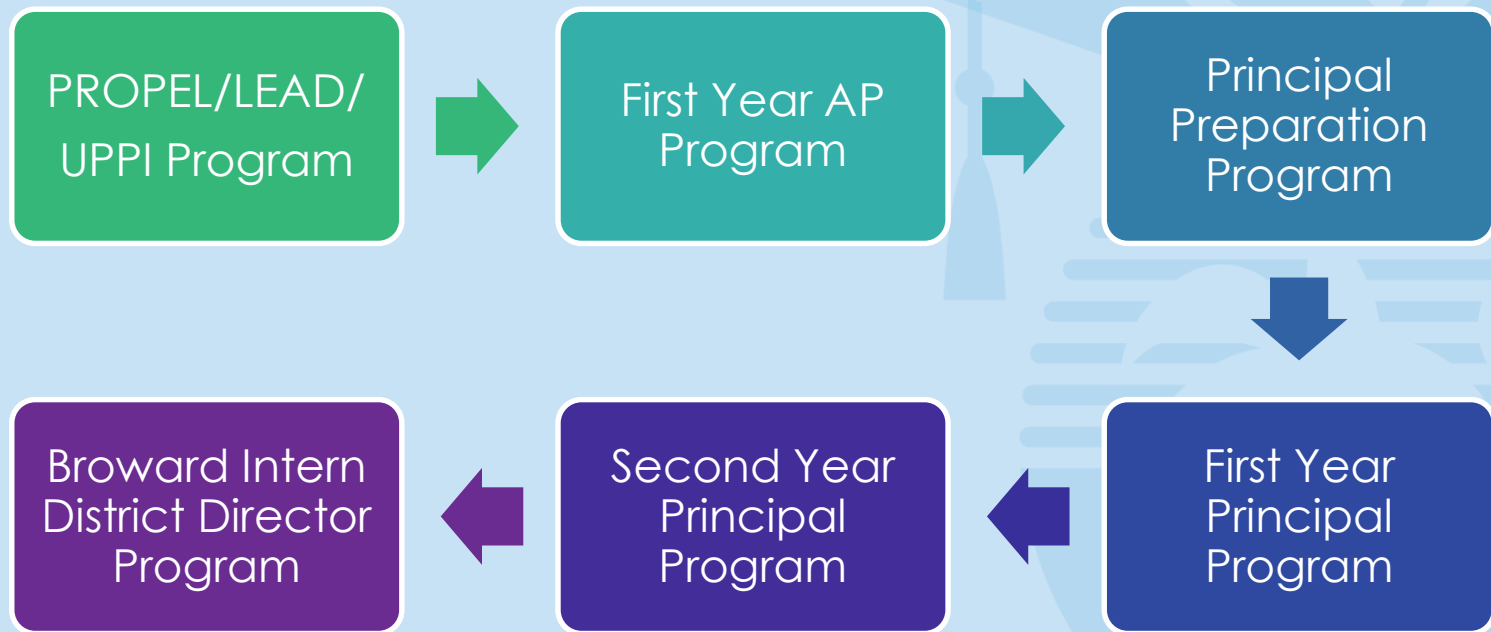 PROPEL/LEAD/
UPPI Program
First Year AP
Program
Principal
Preparation
Program
First Year
Principal
Program
Second Year
Principal
Program
Broward Intern
District Director
Program